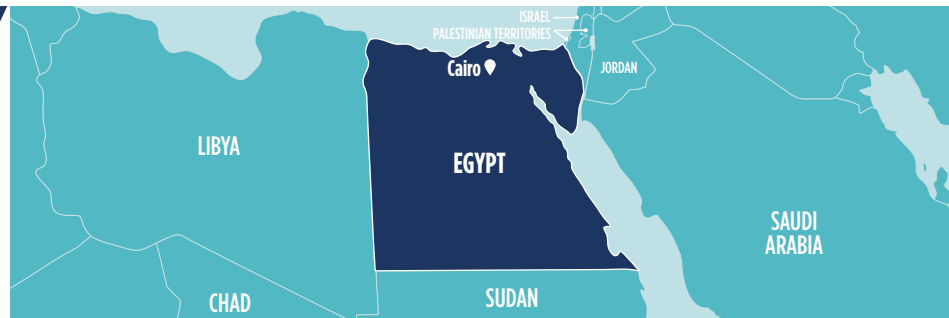 ISRAEL
PALESTINIAN TERRITORIES
Cairo
JORDAN
LIBYA
EGYPT
SAUDI
ARABIA
CHAD
SUDAN